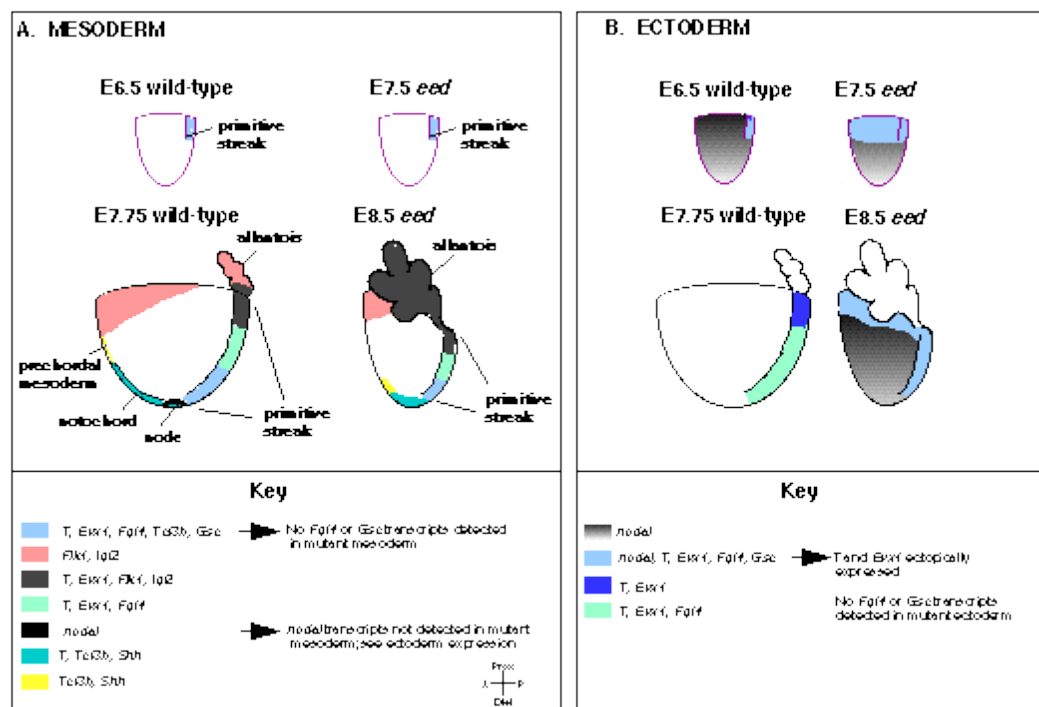 A. MESODERM
E6.5 wild-type
E7.5 eed
primitive
streak
primitive
streak
E7.75 wild-type
E8.5 eed
allantois
allantois
prechordal
mesoderm
notochord
node
primitive
streak
primitive
streak
Key
T, Evx1, Fgf4, Tcf3b, Gsc
No Fgf4 or Gsc transcripts detected
in mutant mesoderm
Flk1, Igf2
T, Evx1, Flk1, Igf2
T, Evx1, Fgf4
nodal
nodal transcripts not detected in mutant
mesoderm; see ectoderm expression
T, Tcf3b, Shh
Tcf3b, Shh
Prox
A P
Dist
B. ECTODERM
E6.5 wild-type
E7.5 eed
E7.75 wild-type
E8.5 eed
Key
nodal
nodal, T, Evx1, Fgf4, Gsc
T and Evx1 ectopically
expressed
T, Evx1
No Fgf4 or Gsc transcripts
detected in mutant ectoderm
T, Evx1, Fgf4